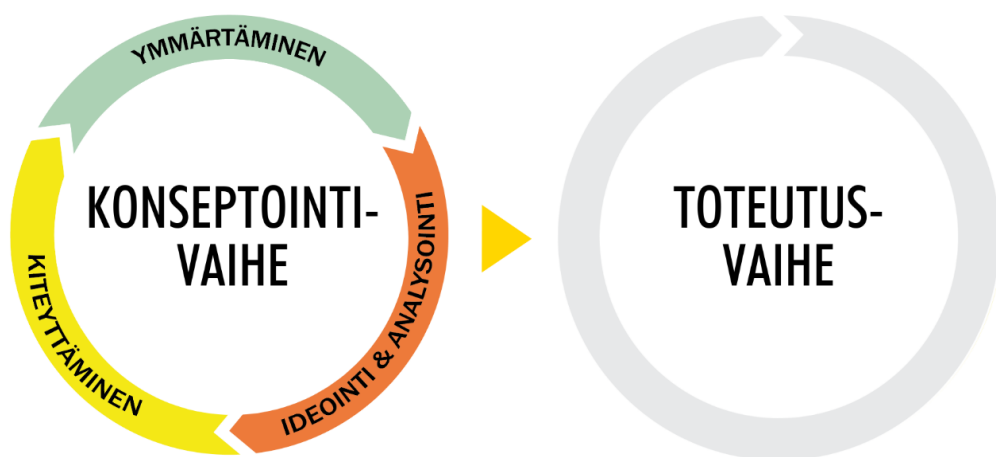 YMMÄRTÄMINEN
KONSEPTOINTI-
VAIHE
IDEOINTI & ANALYSOINTI
KITEYTTÄMINEN
TOTEUTUS-
VAIHE